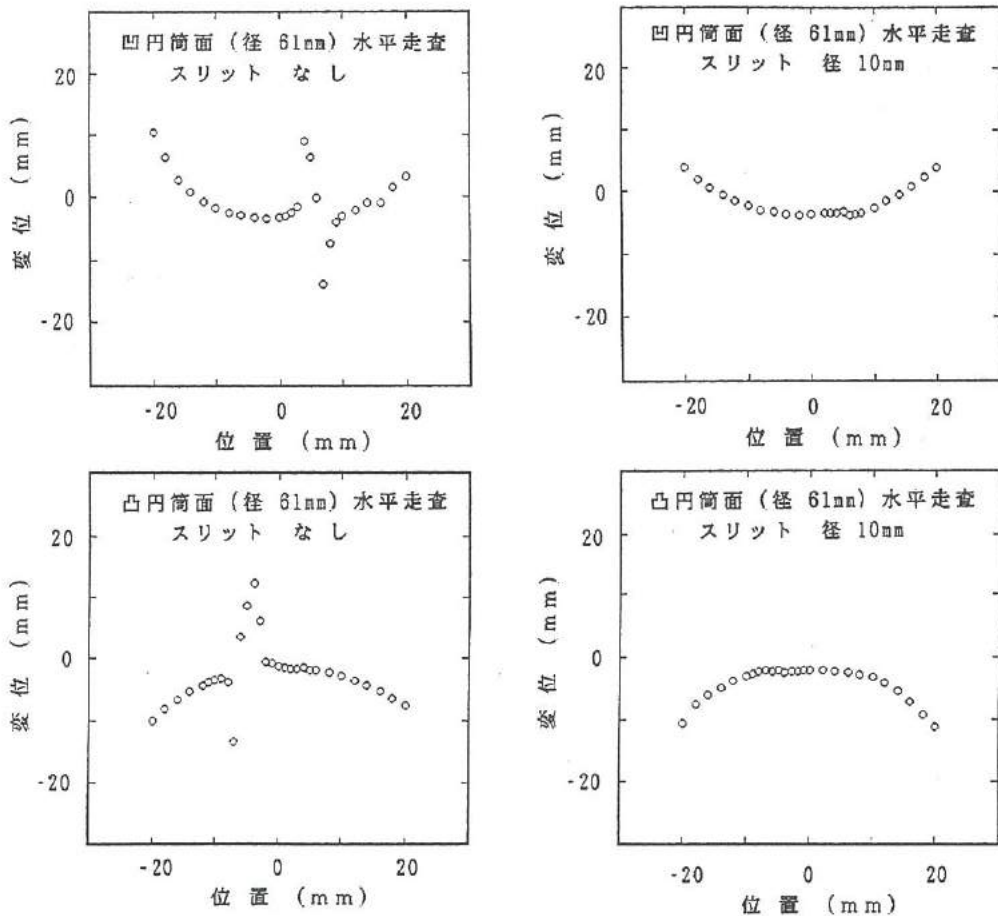 凹円筒面 (径 61mm) 水平走査
スリット なし
20
0
-20
変位 (mm)
-20 0 20
位置 (mm)
凹円筒面 (径 61mm) 水平走査
スリット 径 10mm
20
0
-20
変位 (mm)
-20 0 20
位置 (mm)
凸円筒面 (径 61mm) 水平走査
スリット なし
20
0
-20
変位 (mm)
-20 0 20
位置 (mm)
凸円筒面 (径 61mm) 水平走査
スリット 径 10mm
20
0
-20
変位 (mm)
-20 0 20
位置 (mm)